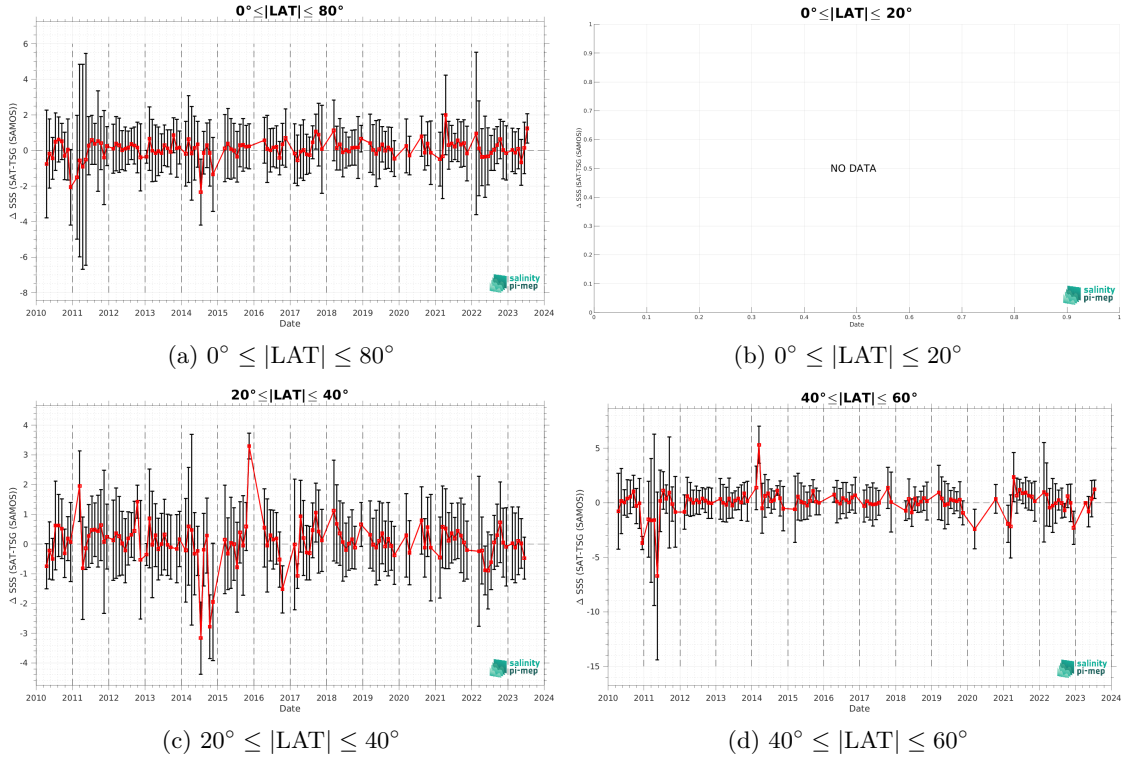 0°≤|LAT|≤ 80°
Δ SSS (SAT-TSG (SAMOS))
6
4
2
0
-2
-4
-6
-8
2010 2011 2012 2013 2014 2015 2016 2017 2018 2019 2020 2021 2022 2023 2024
Date
salinity
pi-mep
(a) 0° ≤ |LAT| ≤ 80°
0°≤|LAT|≤ 20°
Δ SSS (SAT-TSG (SAMOS))
1
0.9
0.8
0.7
0.6
0.5
0.4
0.3
0.2
0.1
0
NO DATA
0 0.1 0.2 0.3 0.4 0.5 0.6 0.7 0.8 0.9 1
Date
salinity
pi-mep
(b) 0° ≤ |LAT| ≤ 20°
20°≤|LAT|≤ 40°
Δ SSS (SAT-TSG (SAMOS))
4
3
2
1
0
-1
-2
-3
-4
2010 2011 2012 2013 2014 2015 2016 2017 2018 2019 2020 2021 2022 2023 2024
Date
salinity
pi-mep
(c) 20° ≤ |LAT| ≤ 40°
40°≤|LAT|≤ 60°
Δ SSS (SAT-TSG (SAMOS))
5
0
-5
-10
-15
2010 2011 2012 2013 2014 2015 2016 2017 2018 2019 2020 2021 2022 2023 2024
Date
salinity
pi-mep
(d) 40° ≤ |LAT| ≤ 60°